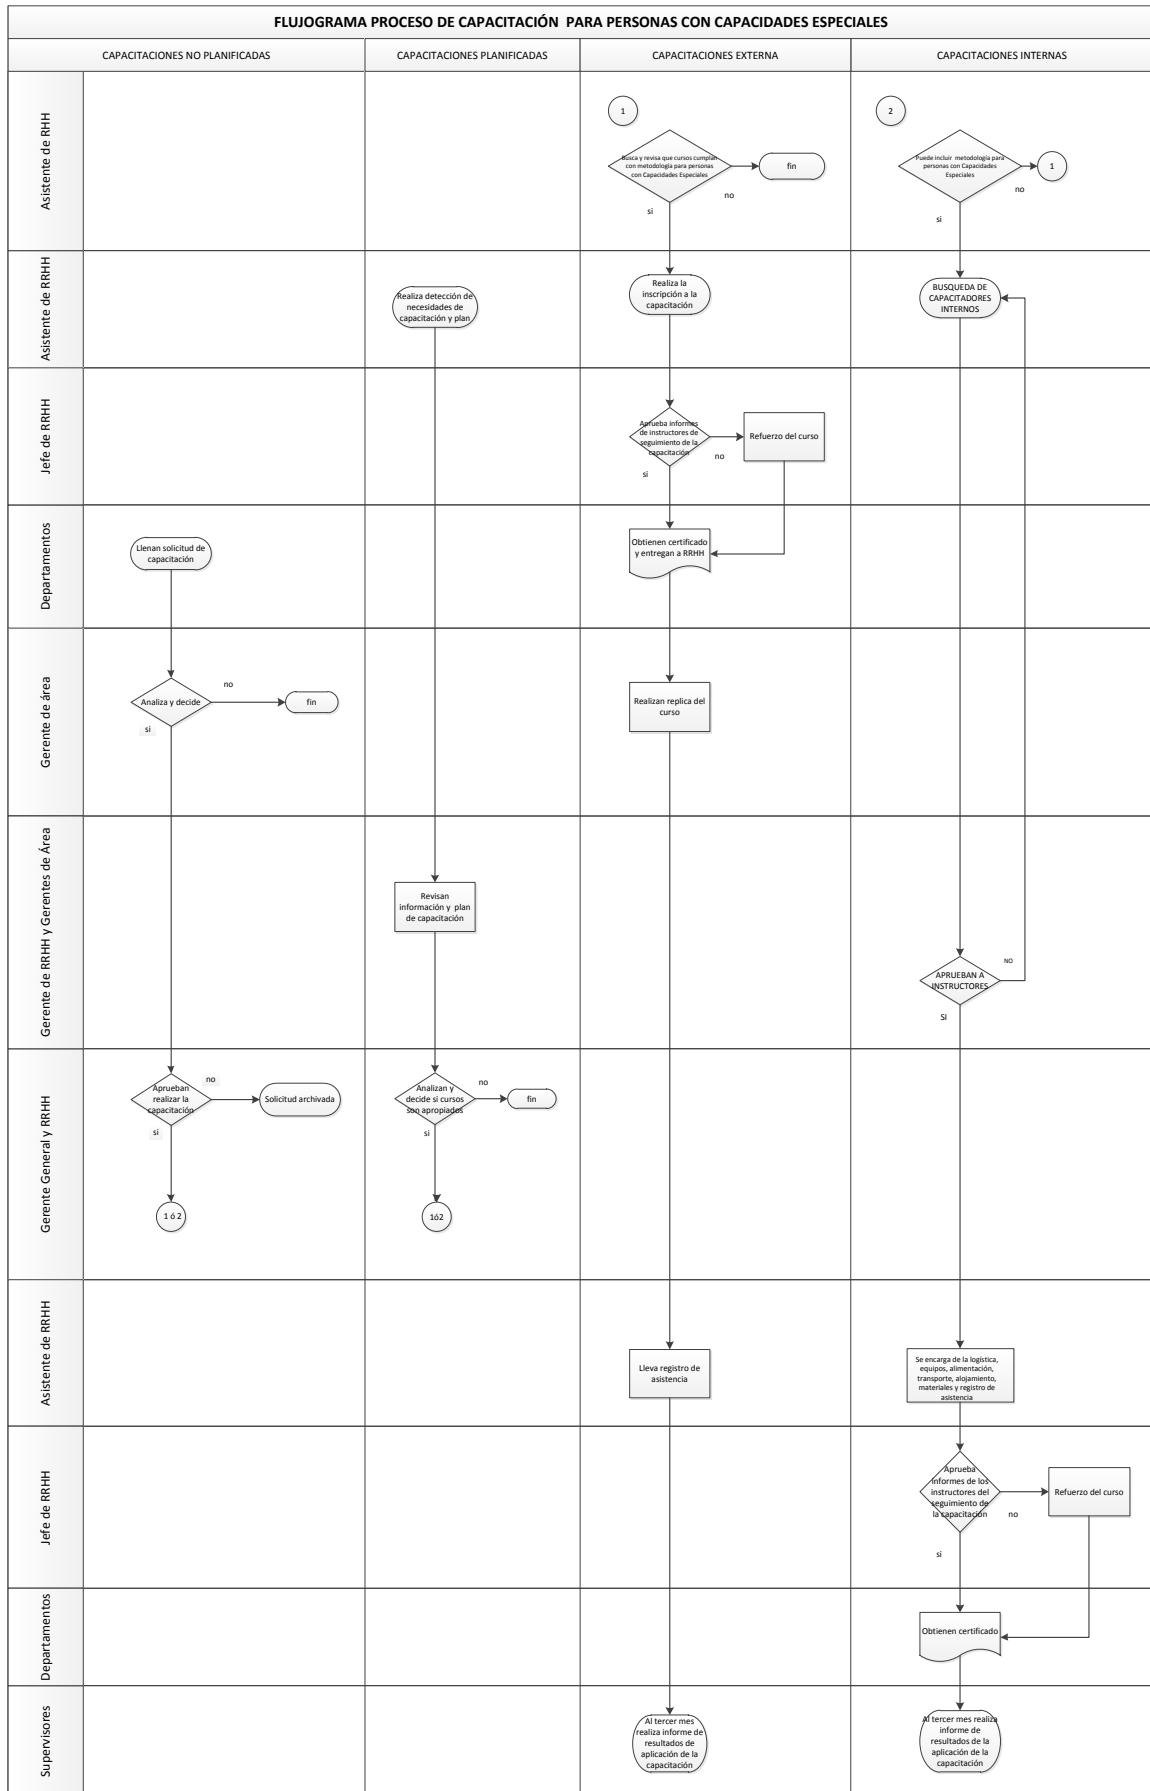 FLUJOGRAMA PROCESO DE CAPACITACIÓN  PARA PERSONAS CON CAPACIDADES ESPECIALES
CAPACITACIONES NO PLANIFICADAS
CAPACITACIONES PLANIFICADAS
CAPACITACIONES EXTERNA
CAPACITACIONES INTERNAS
Asistente de RHH
1
Busca y revisa que cursos cumplan
con metodología para personas
con Capacidades Especiales
no
fin
si
2
Puede incluir  metodología para
personas con Capacidades
Especiales
no
1
si
Asistente de RRHH
Realiza detección de
necesidades de
capacitación y plan
Realiza la
inscripción a la
capacitación
BUSQUEDA DE
CAPACITADORES
INTERNOS
Jefe de RRHH
Aprueba informes
de instructores de
seguimiento de la
capacitación
no
Refuerzo del curso
si
Departamentos
Llenan solicitud de
capacitación
Obtienen certificado
y entregan a RRHH
Gerente de área
Analiza y decide
no
fin
si
Realizan replica del
curso
Gerente de RRHH y Gerentes de Área
Revisan
información y  plan
de capacitación
APRUEBAN A
INSTRUCTORES
NO
SI
Gerente General y RRHH
Aprueban
realizar la
capacitación
no
Solicitud archivada
si
1 ó 2
Analizan y
decide si cursos
son apropiados
no
fin
si
1ó2
Asistente de RRHH
Lleva registro de
asistencia
Se encarga de la logística,
equipos, alimentación,
transporte, alojamiento,
materiales y registro de
asistencia
Jefe de RRHH
Aprueba
informes de los
instructores del
seguimiento de
la capacitación
no
Refuerzo del curso
si
Departamentos
Obtienen certificado
Supervisores
Al tercer mes
realiza informe de
resultados de
aplicación de la
capacitación
Al tercer mes realiza
informe de
resultados de la
aplicación de la
capacitación